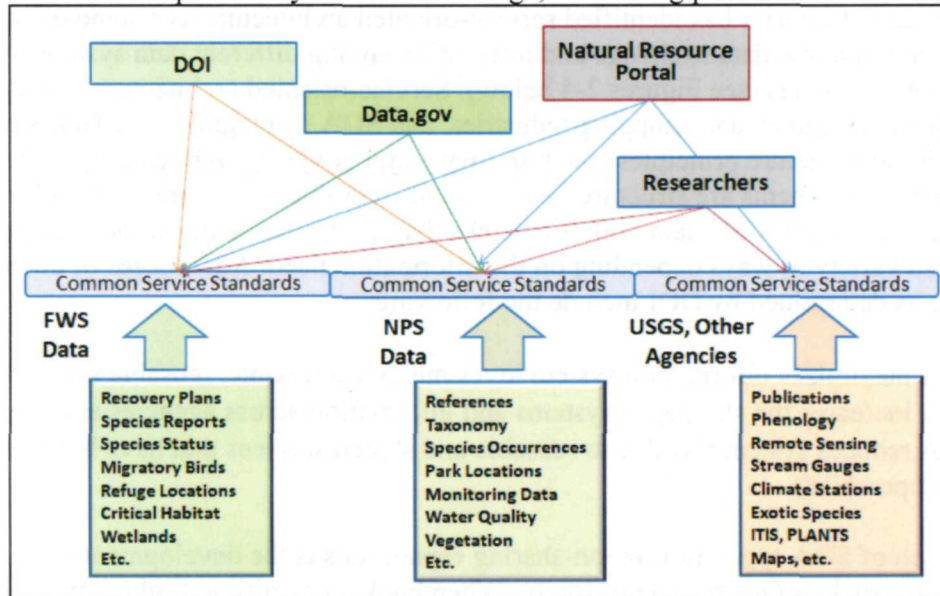 DOI
Natural Resource
Portal
Data.gov
Researchers
Common Service Standards
Common Service Standards
Common Service Standards
FWS
Data
NPS
Data
USGS, Other
Agencies
Recovery Plans
Species Reports
Species Status
Migratory Birds
Refuge Locations
Critical Habitat
Wetlands
Etc.
References
Taxonomy
Species Occurrences
Park Locations
Monitoring Data
Water Quality
Vegetation
Etc.
Publications
Phenology
Remote Sensing
Stream Gauges
Climate Stations
Exotic Species
ITIS, PLANTS
Maps, etc.